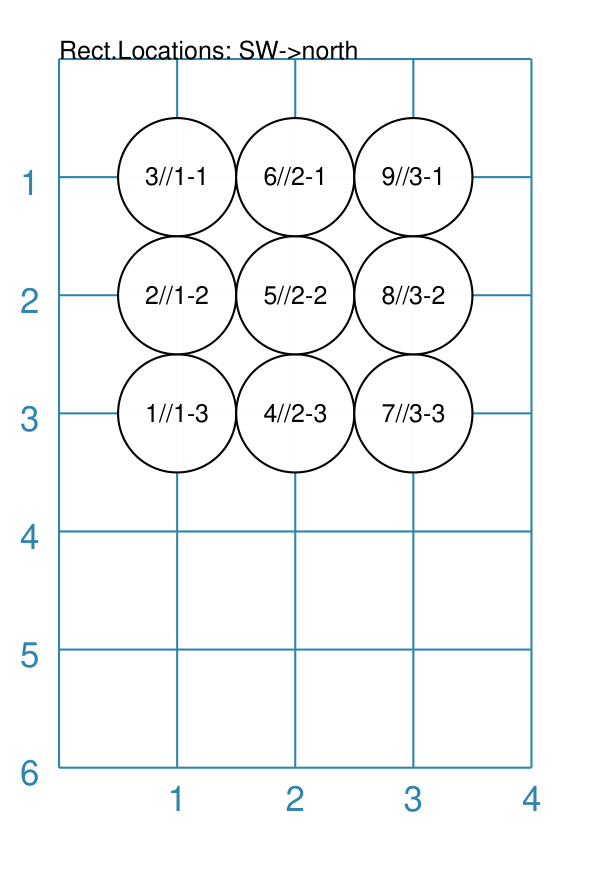 Rect.Locations: SW->north
1 3//1-1 6//2-1 9//3-1
2 2//1-2 5//2-2 8//3-2
3 1//1-3 4//2-3 7//3-3
4
5
6
1 2 3 4